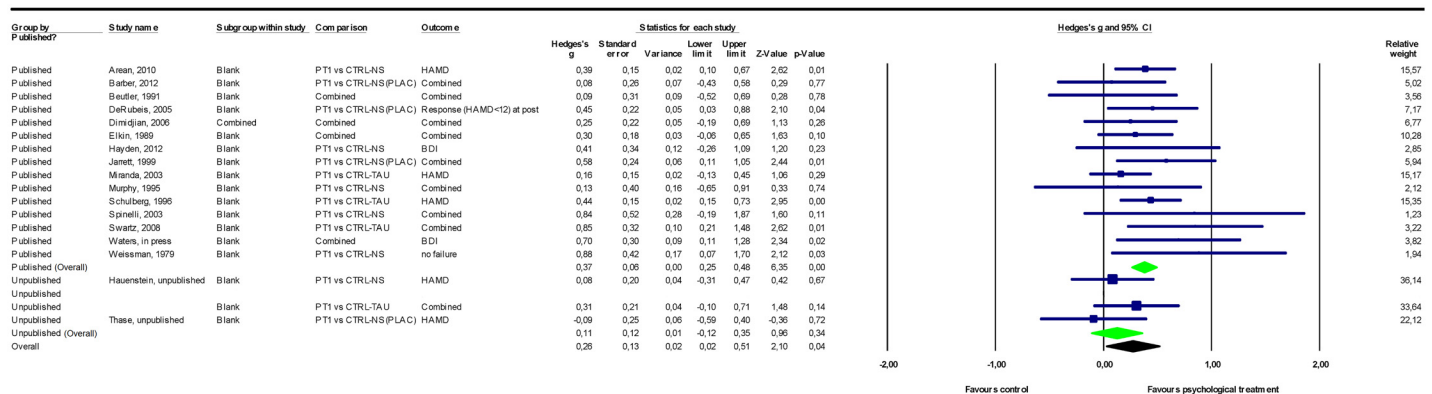 Group by Study name Subgroup within study Comparison Outcome Statistics for each study Hedges's g and 95% CI
Published?
Hedges's g Standard error Variance Lower limit Upper limit Z-Value p-Value Relative weight
Published Arean, 2010 Blank PT1 vs CTRL-NS HAMD 0,39 0,15 0,02 0,10 0,67 2,62 0,01 15,57
Published Barber, 2012 Blank PT1 vs CTRL-NS(PLAC) Combined 0,08 0,26 0,07 -0,43 0,58 0,29 0,77 5,02
Published Beutler, 1991 Blank Combined Combined 0,09 0,31 0,09 -0,52 0,69 0,28 0,78 3,56
Published DeRubeis, 2005 Blank PT1 vs CTRL-NS(PLAC) Response (HAMD<12) at post 0,45 0,22 0,05 0,03 0,88 2,10 0,04 7,17
Published Dimidjian, 2006 Combined Combined Combined 0,25 0,22 0,05 -0,19 0,69 1,13 0,26 6,77
Published Elkin, 1989 Blank Combined Combined 0,30 0,18 0,03 -0,06 0,65 1,63 0,10 10,28
Published Hayden, 2012 Blank PT1 vs CTRL-NS BDI 0,41 0,34 0,12 -0,26 1,09 1,20 0,23 2,85
Published Jarrett, 1999 Blank PT1 vs CTRL-NS(PLAC) Combined 0,58 0,24 0,06 0,11 1,05 2,44 0,01 5,94
Published Miranda, 2003 Blank PT1 vs CTRL-TAU HAMD 0,16 0,15 0,02 -0,13 0,45 1,06 0,29 15,17
Published Murphy, 1995 Blank PT1 vs CTRL-NS Combined 0,13 0,40 0,16 -0,65 0,91 0,33 0,74 2,12
Published Schulberg, 1996 Blank PT1 vs CTRL-TAU HAMD 0,44 0,15 0,02 0,15 0,73 2,95 0,00 15,35
Published Spinelli, 2003 Blank PT1 vs CTRL-NS Combined 0,84 0,52 0,28 -0,19 1,87 1,60 0,11 1,23
Published Swartz, 2008 Blank PT1 vs CTRL-TAU Combined 0,85 0,32 0,10 0,21 1,48 2,62 0,01 3,22
Published Waters, in press Blank Combined BDI 0,70 0,30 0,09 0,11 1,28 2,34 0,02 3,82
Published Weissman, 1979 Blank PT1 vs CTRL-NS no failure 0,88 0,42 0,17 0,07 1,70 2,12 0,03 1,94
Published (Overall) 0,37 0,06 0,00 0,25 0,48 6,35 0,00
Unpublished Hauenstein, unpublished Blank PT1 vs CTRL-NS HAMD 0,08 0,20 0,04 -0,31 0,47 0,42 0,67 36,14
Unpublished
Unpublished Blank PT1 vs CTRL-TAU Combined 0,31 0,21 0,04 -0,10 0,71 1,48 0,14 33,64
Unpublished Thase, unpublished Blank PT1 vs CTRL-NS(PLAC) HAMD -0,09 0,25 0,06 -0,59 0,40 -0,36 0,72 22,12
Unpublished (Overall) 0,11 0,12 0,01 -0,12 0,35 0,96 0,34
Overall 0,26 0,13 0,02 0,02 0,51 2,10 0,04
-2,00 -1,00 0,00 1,00 2,00
Favours control Favours psychological treatment